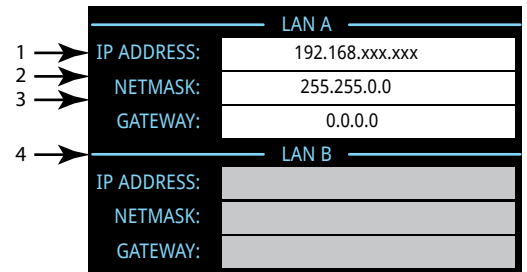 LAN A
1 IP ADDRESS: 192.168.xxx.xxx
2 NETMASK: 255.255.0.0
3 GATEWAY: 0.0.0.0
4 LAN B
IP ADDRESS:
NETMASK:
GATEWAY: